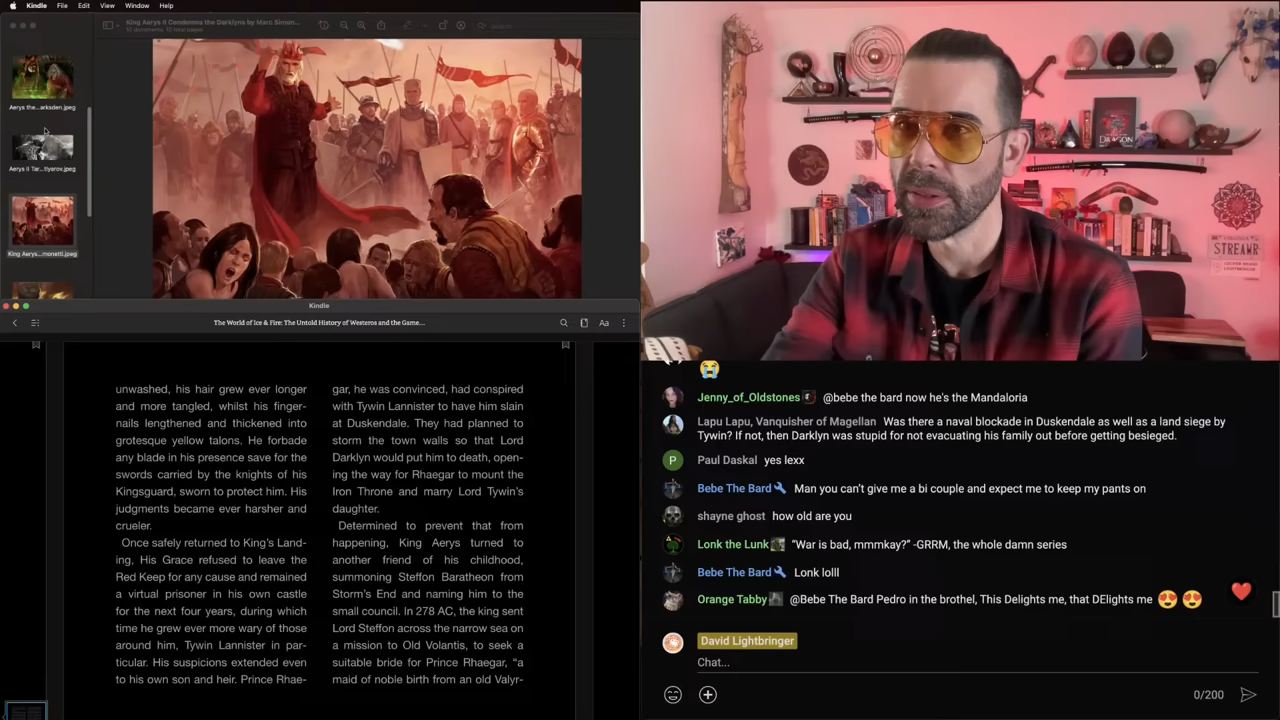 Kindle File Edit View Window Help
King Aerys II Condemns the Darklyns by Marc Simon...
Search
Aerys the...arksden.jpeg
Aerys II Tar...tyarov.jpeg
King Aerys...monetti.jpeg
Kindle
The World of Ice & Fire: The Untold History of Westeros and the Game...
Aa
unwashed, his hair grew ever longer
and more tangled, whilst his finger-
nails lengthened and thickened into
grotesque yellow talons. He forbade
any blade in his presence save for the
swords carried by the knights of his
Kingsguard, sworn to protect him. His
judgments became ever harsher and
crueler.
Once safely returned to King's Land-
ing, His Grace refused to leave the
Red Keep for any cause and remained
a virtual prisoner in his own castle
for the next four years, during which
time he grew ever more wary of those
around him, Tywin Lannister in par-
ticular. His suspicions extended even
to his own son and heir. Prince Rhae-
gar, he was convinced, had conspired
with Tywin Lannister to have him slain
at Duskendale. They had planned to
storm the town walls so that Lord
Darklyn would put him to death, open-
ing the way for Rhaegar to mount the
Iron Throne and marry Lord Tywin's
daughter.
Determined to prevent that from
happening, King Aerys turned to
another friend of his childhood,
summoning Steffon Baratheon from
Storm's End and naming him to the
small council. In 278 AC, the king sent
Lord Steffon across the narrow sea on
a mission to Old Volantis, to seek a
suitable bride for Prince Rhaegar, "a
maid of noble birth from an old Valyr-
DRAGON
STREAMR
Jenny_of_Oldstones @bebe the bard now he's the Mandaloria
Lapu Lapu, Vanquisher of Magellan Was there a naval blockade in Duskendale as well as a land siege by
Tywin? If not, then Darklyn was stupid for not evacuating his family out before getting besieged.
P Paul Daskal yes lexx
Bebe The Bard Man you can't give me a bi couple and expect me to keep my pants on
shayne ghost how old are you
Lonk the Lunk "War is bad, mmmkay?" -GRRM, the whole damn series
Bebe The Bard Lonk lolll
Orange Tabby @Bebe The Bard Pedro in the brothel, This Delights me, that DElights me 😍 😍
David Lightbringer
Chat...
0/200